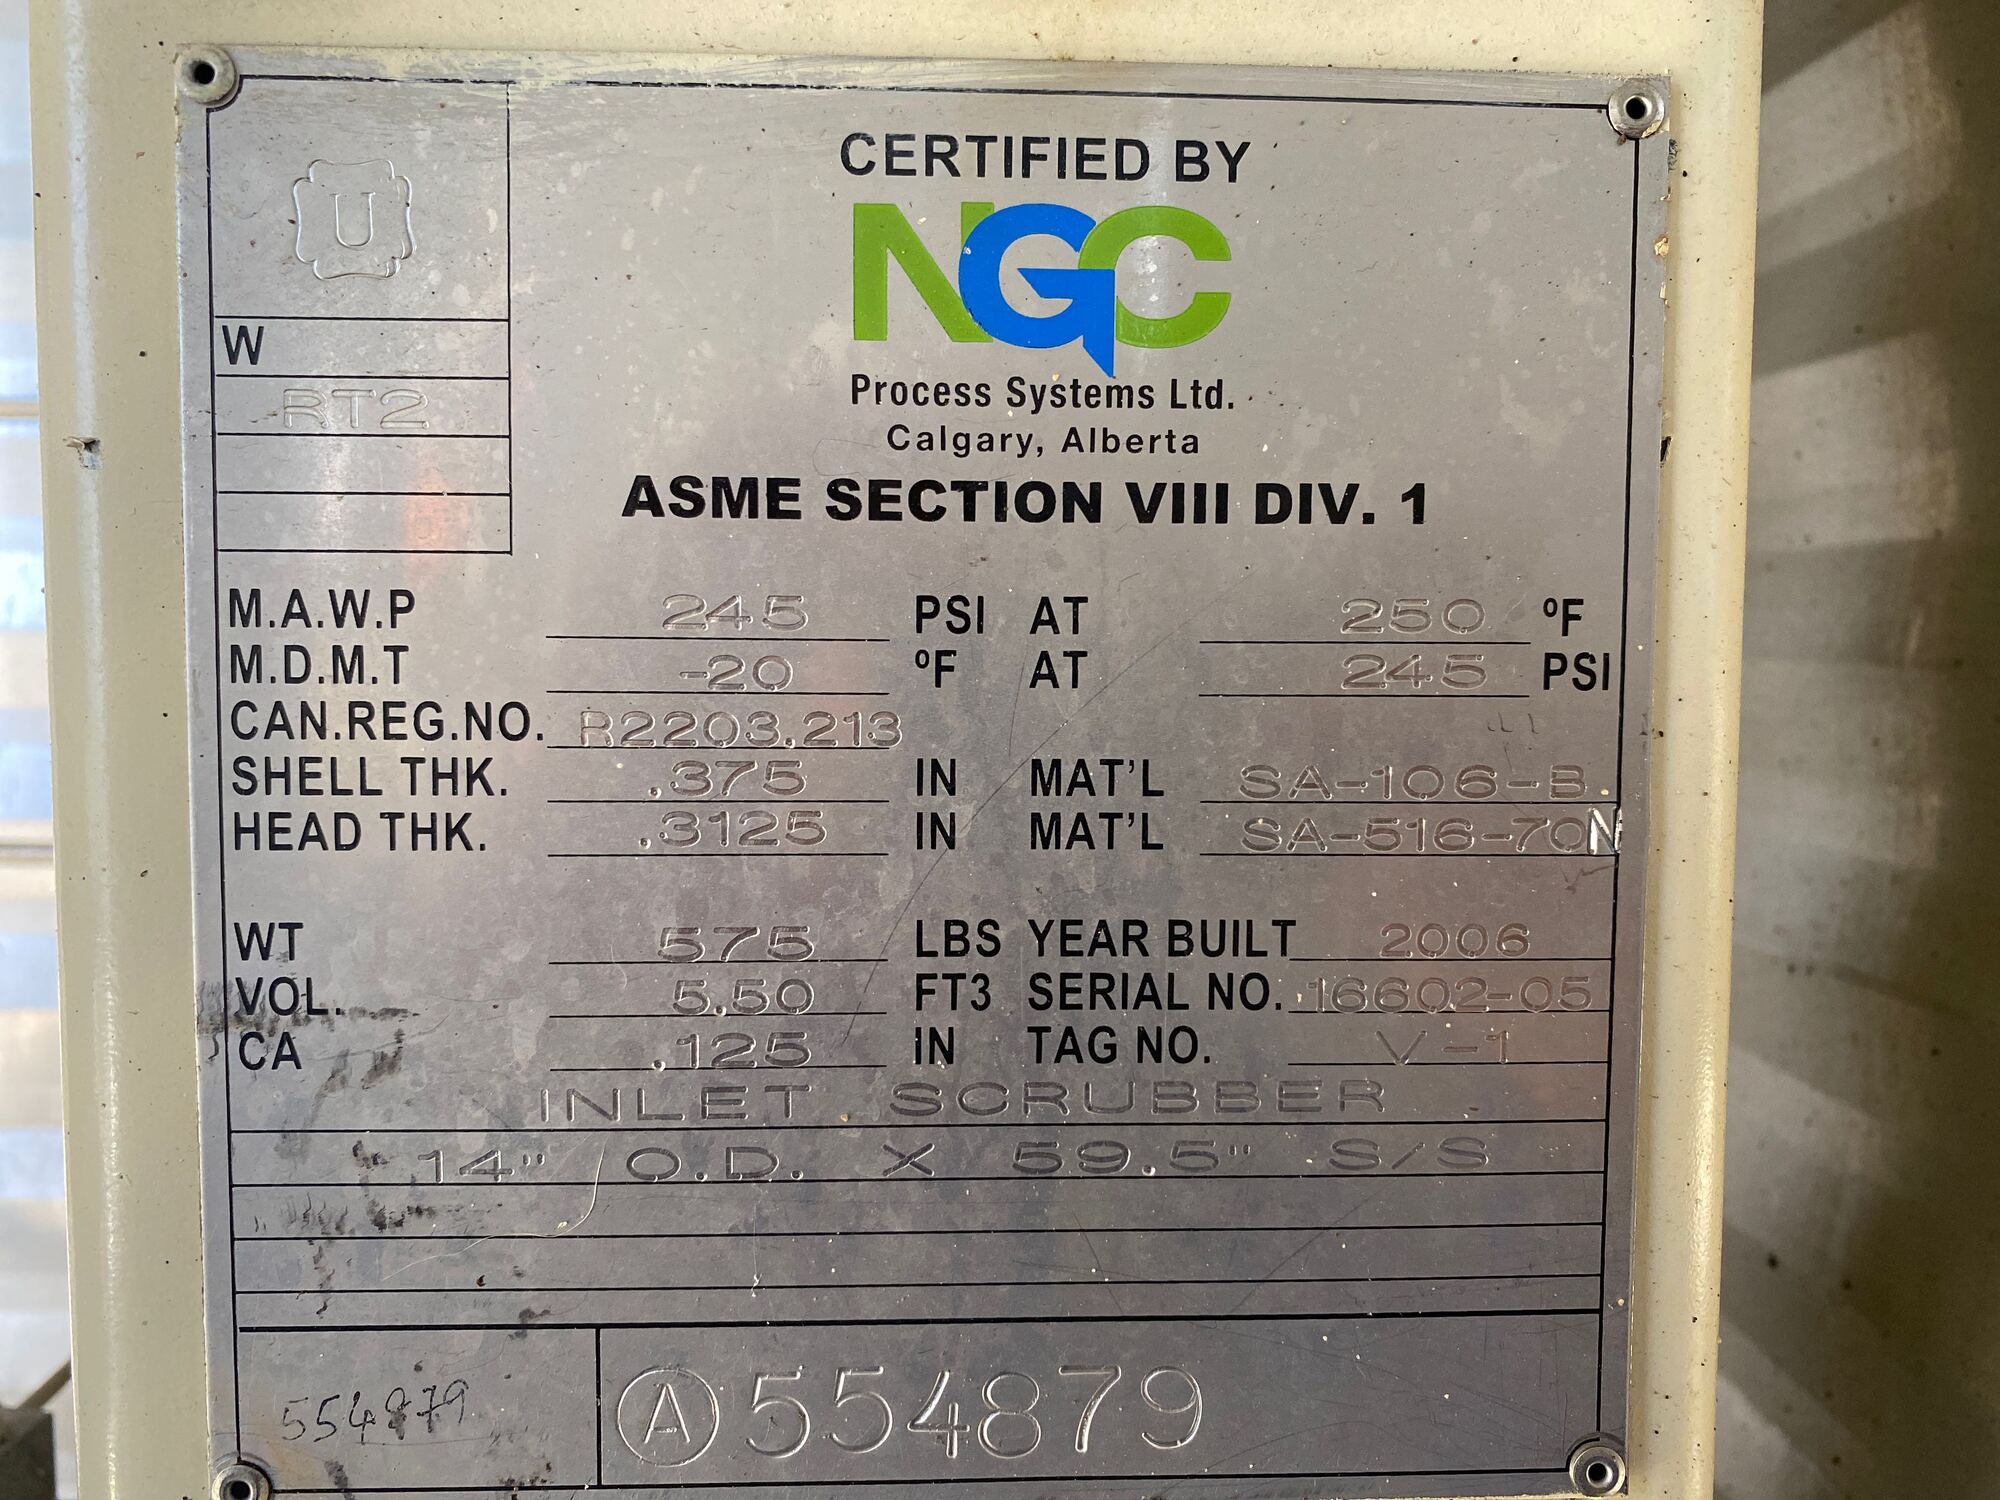 U
W
RT2
CERTIFIED BY
NGC
Process Systems Ltd.
Calgary, Alberta
ASME SECTION VIII DIV. 1
M.A.W.P 245 PSI AT 250 ºF
M.D.M.T -20 ºF AT 245 PSI
CAN.REG.NO. R2203.213
SHELL THK. .375 IN MAT'L SA-106-B
HEAD THK. .3125 IN MAT'L SA-516-70N
WT 575 LBS YEAR BUILT 2006
VOL. 5.50 FT3 SERIAL NO. 16602-05
CA .125 IN TAG NO. V-1
INLET SCRUBBER
14" O.D. X 59.5" S/S
554879
A 554879